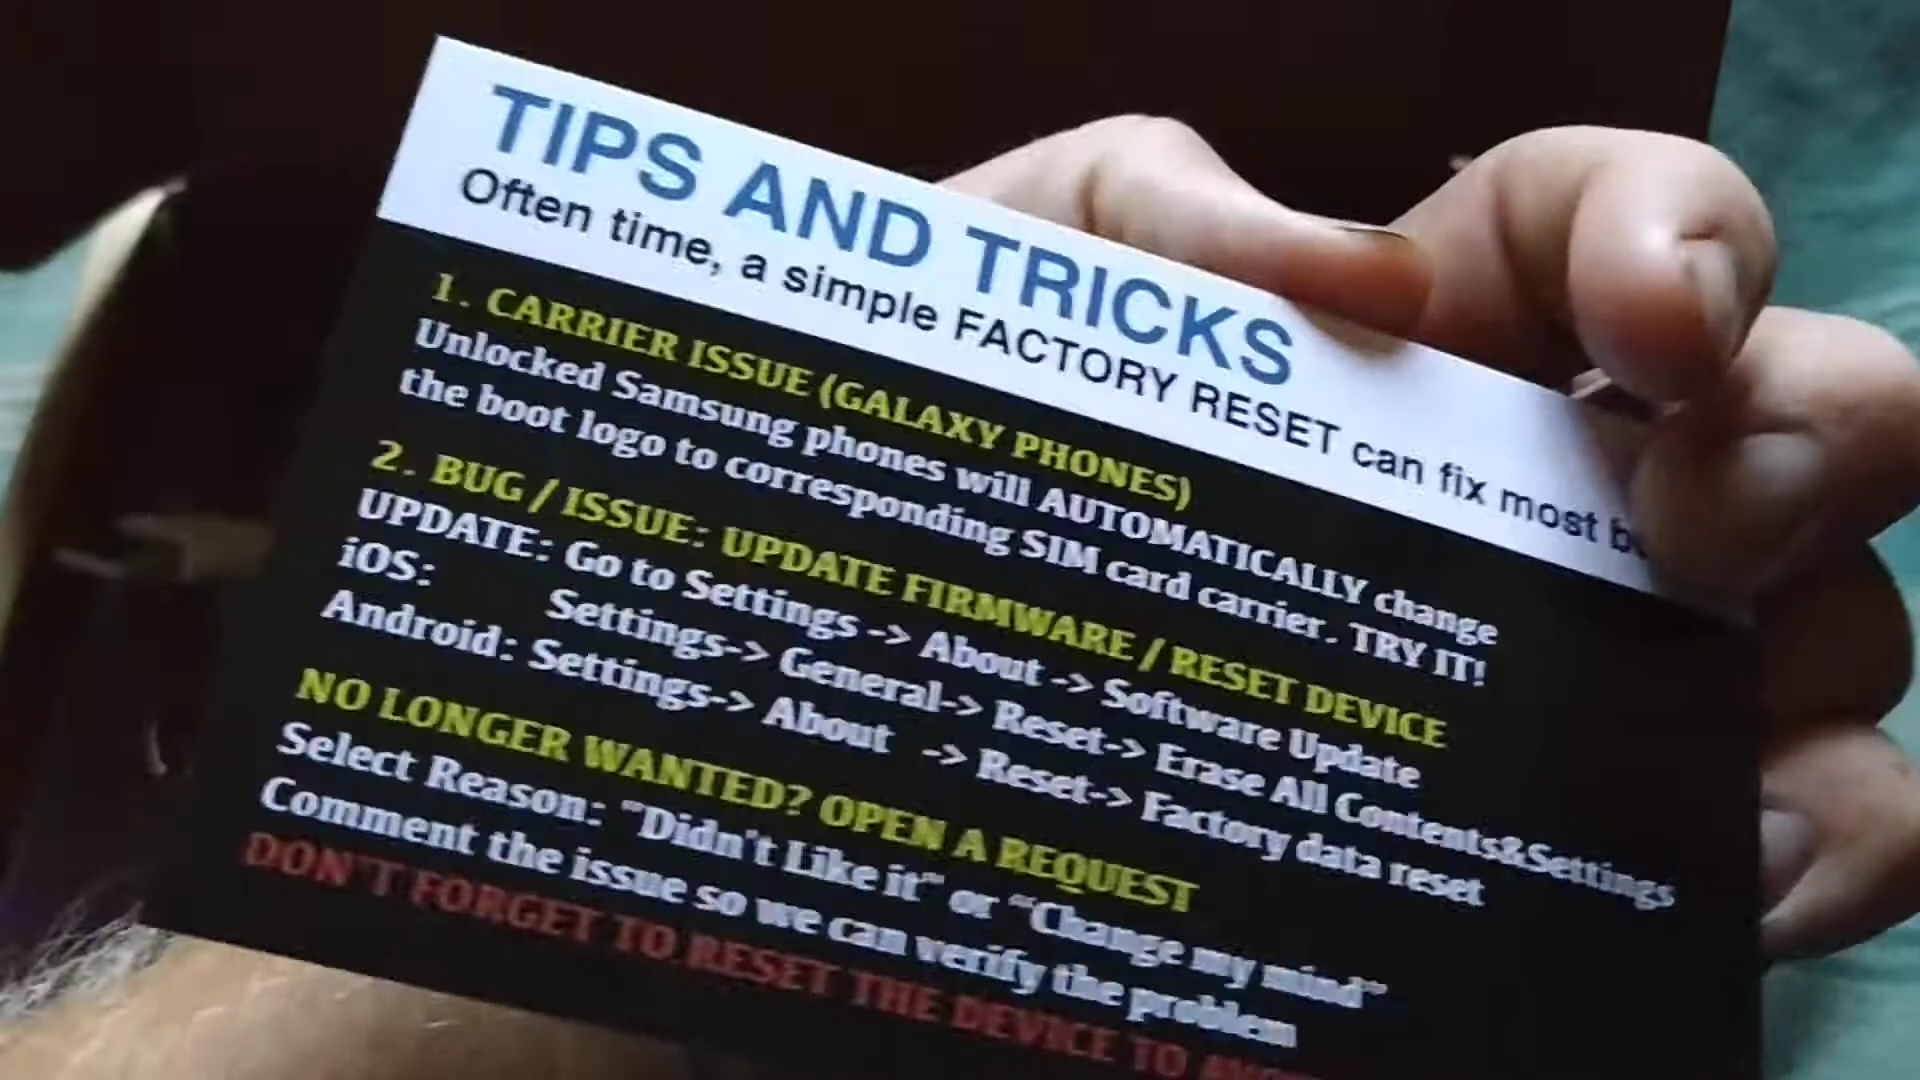 TIPS AND TRICKS
Often time, a simple FACTORY RESET can fix most
1. CARRIER ISSUE (GALAXY PHONES)
Unlocked Samsung phones will AUTOMATICALLY change
the boot logo to corresponding SIM card carrier. TRY IT!
2. BUG / ISSUE: UPDATE FIRMWARE / RESET DEVICE
UPDATE: Go to Settings -> About -> Software Update
iOS: Settings-> General-> Reset-> Erase All Contents&Settings
Android: Settings-> About -> Reset-> Factory data reset
NO LONGER WANTED? OPEN A REQUEST
Select Reason: "Didn't Like it" or "Change my mind"
Comment the issue so we can verify the problem
DON'T FORGET TO RESET THE DEVICE TO